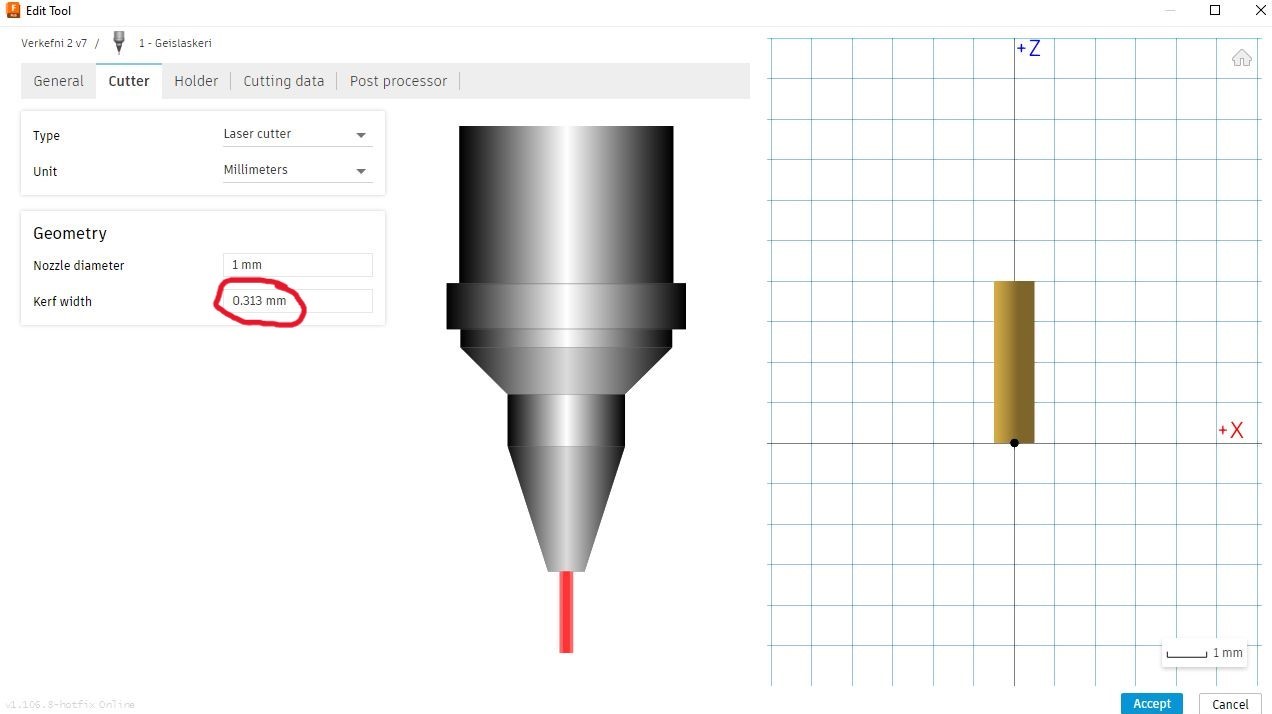 Edit Tool
Verkefni 2 v7 / 1 - Geislaskeri
General Cutter Holder Cutting data Post processor
Type Laser cutter
Unit Millimeters
Geometry
Nozzle diameter 1 mm
Kerf width 0.313 mm
+Z
+X
1 mm
v1.106.8-hotfix Online
Accept Cancel